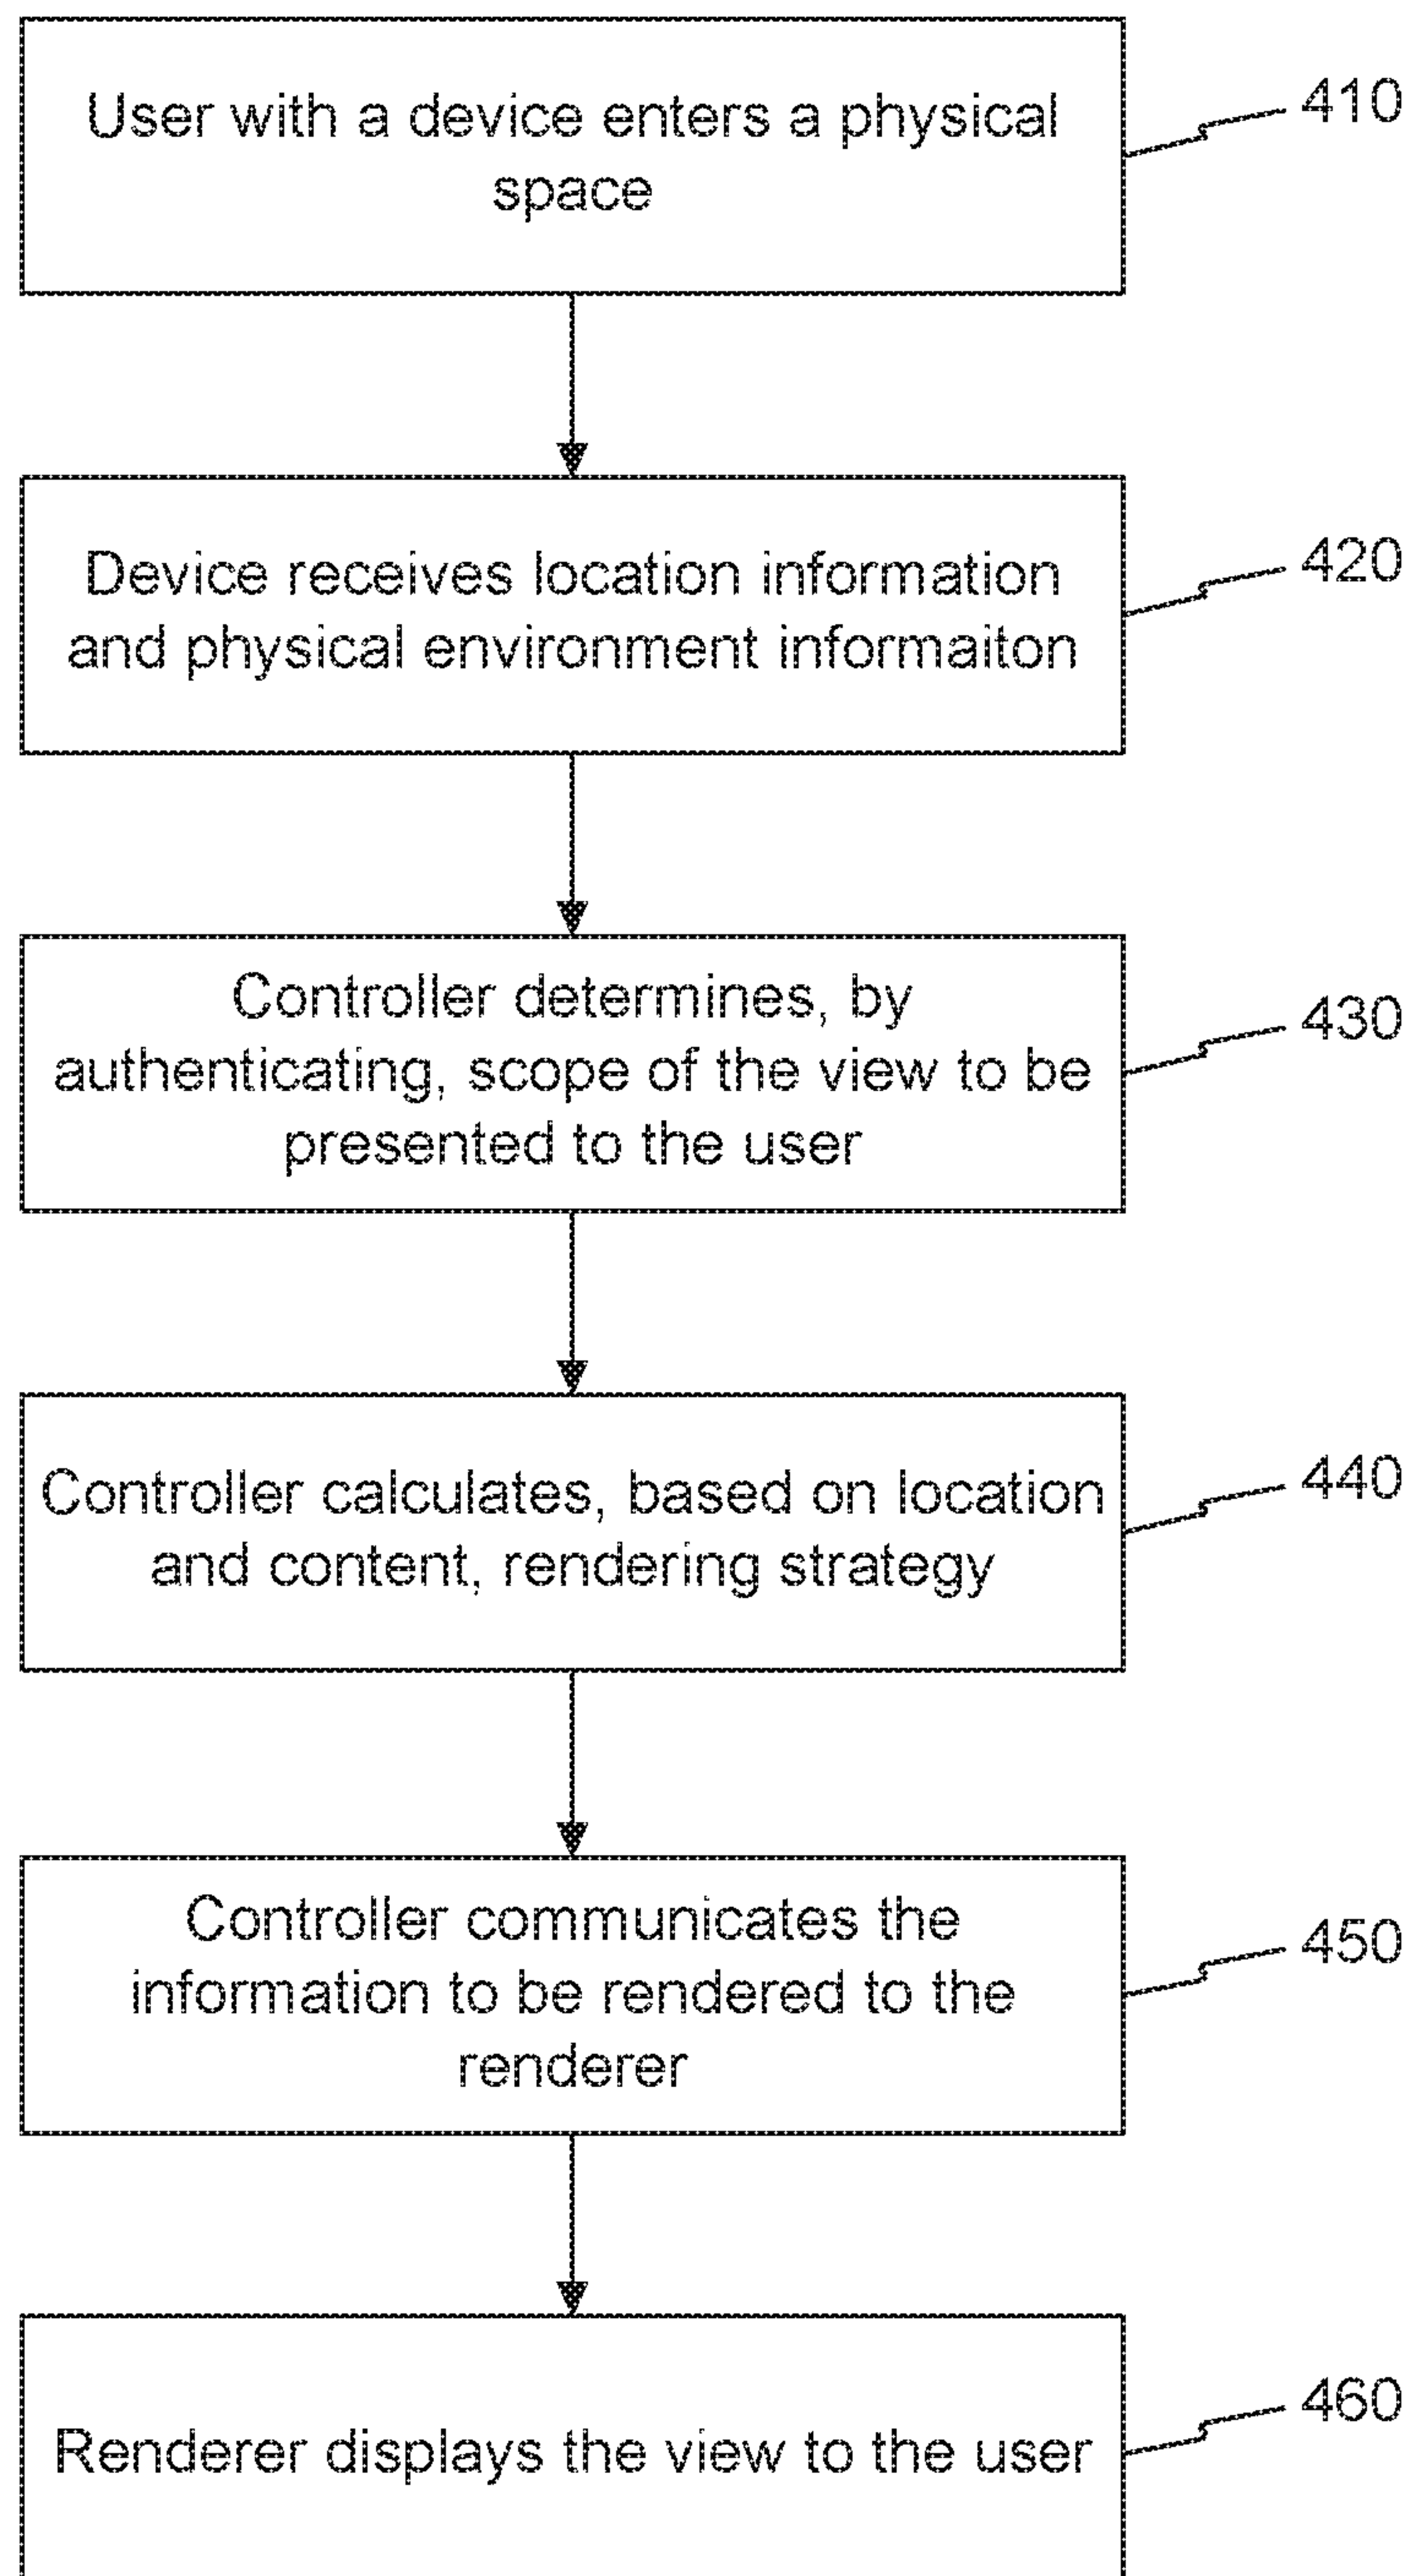 User with a device enters a physical
space
410
Device receives location information
and physical environment informaiton
420
Controller determines, by
authenticating, scope of the view to be
presented to the user
430
Controller calculates, based on location
and content, rendering strategy
440
Controller communicates the
information to be rendered to the
renderer
450
Renderer displays the view to the user
460